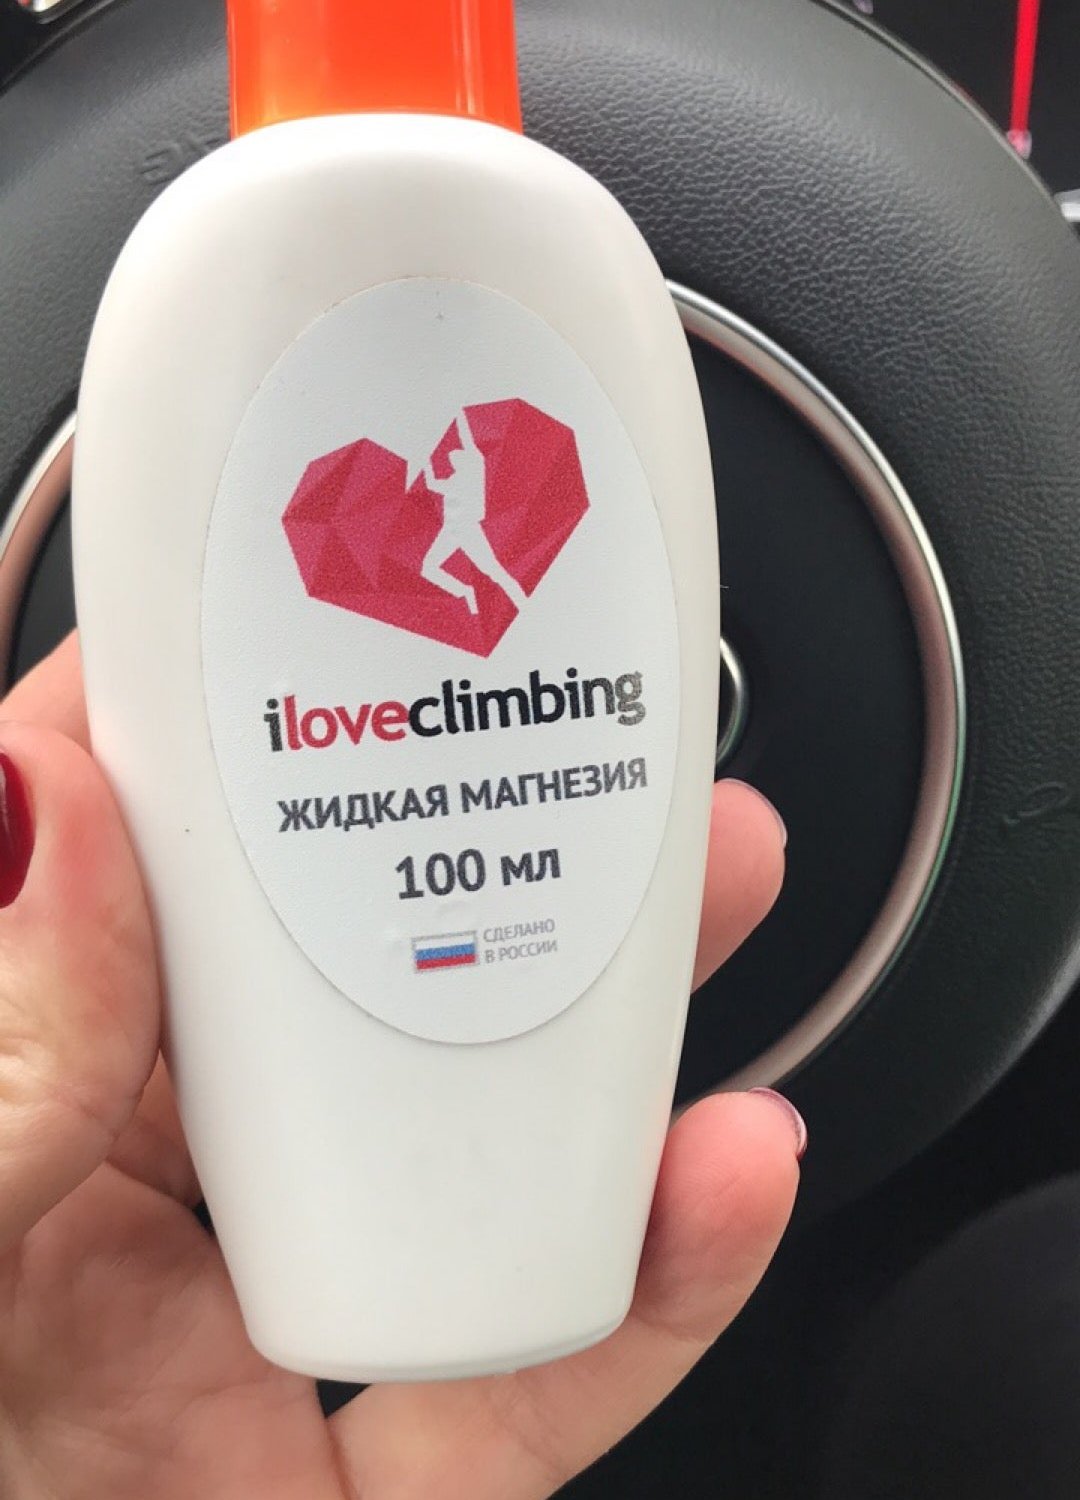 iloveclimbing
ЖИДКАЯ МАГНЕЗИЯ
100 мл
СДЕЛАНО
В РОССИИ